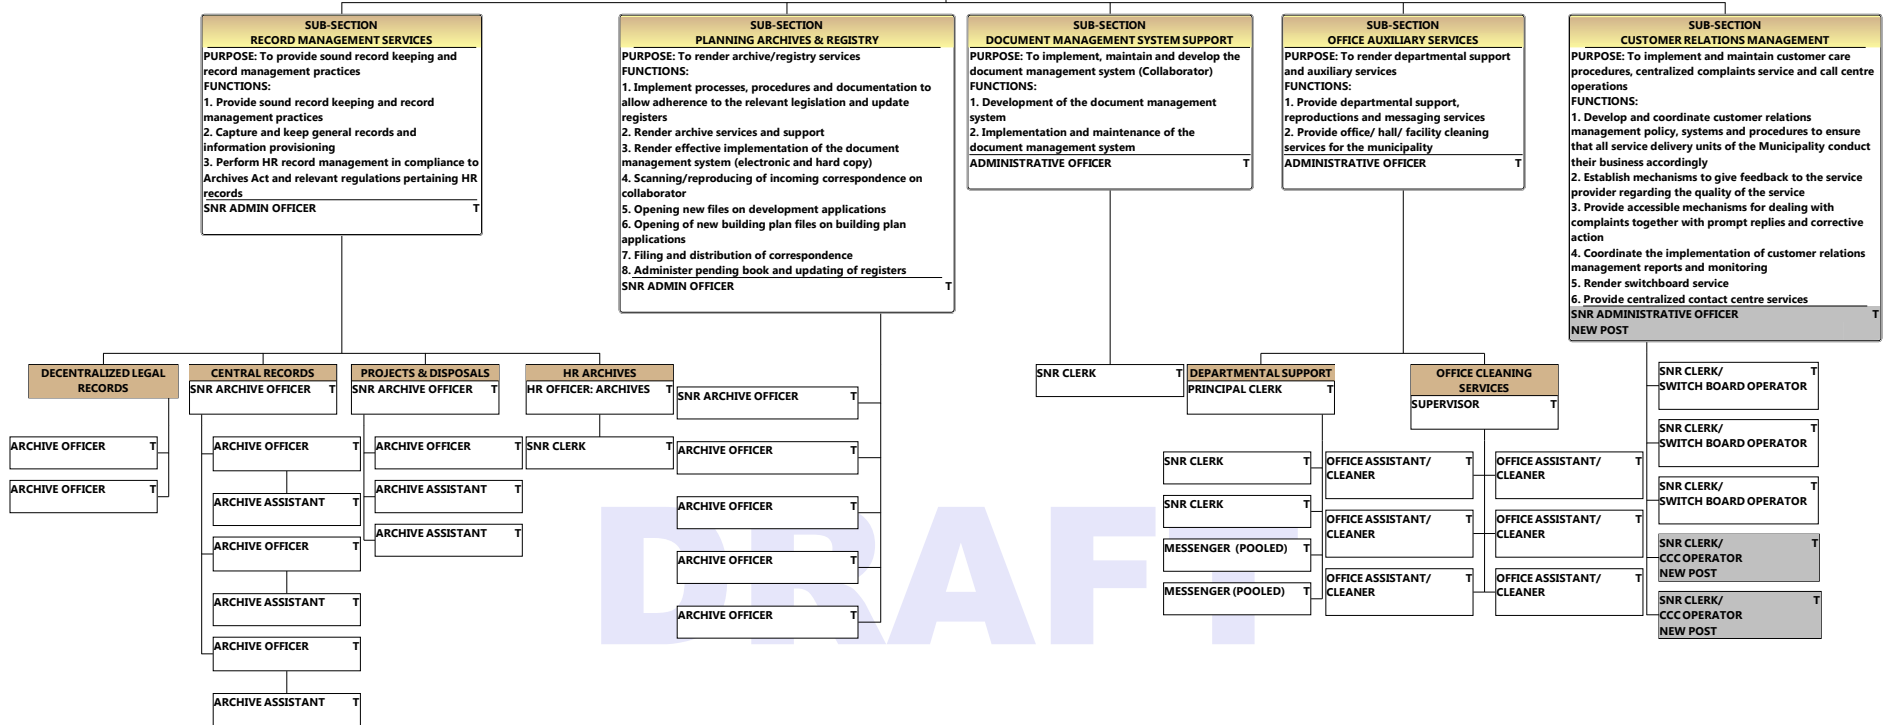 SUB-SECTION
RECORD MANAGEMENT SERVICES
PURPOSE: To provide sound record keeping and
record management practices
FUNCTIONS:
1. Provide sound record keeping and record
management practices
2. Capture and keep general records and
information provisioning
3. Perform HR record management in compliance to
Archives Act and relevant regulations pertaining HR
records
SNR ADMIN OFFICER T
SUB-SECTION
PLANNING ARCHIVES & REGISTRY
PURPOSE: To render archive/registry services
FUNCTIONS:
1. Implement processes, procedures and documentation to
allow adherence to the relevant legislation and update
registers
2. Render archive services and support
3. Render effective implementation of the document
management system (electronic and hard copy)
4. Scanning/reproducing of incoming correspondence on
collaborator
5. Opening new files on development applications
6. Opening of new building plan files on building plan
applications
7. Filing and distribution of correspondence
8. Administer pending book and updating of registers
SNR ADMIN OFFICER T
SUB-SECTION
DOCUMENT MANAGEMENT SYSTEM SUPPORT
PURPOSE: To implement, maintain and develop the
document management system (Collaborator)
FUNCTIONS:
1. Development of the document management
system
2. Implementation and maintenance of the
document management system
ADMINISTRATIVE OFFICER T
SUB-SECTION
OFFICE AUXILIARY SERVICES
PURPOSE: To render departmental support
and auxiliary services
FUNCTIONS:
1. Provide departmental support,
reproductions and messaging services
2. Provide office/ hall/ facility cleaning
services for the municipality
ADMINISTRATIVE OFFICER T
SUB-SECTION
CUSTOMER RELATIONS MANAGEMENT
PURPOSE: To implement and maintain customer care
procedures, centralized complaints service and call centre
operations
FUNCTIONS:
1. Develop and coordinate customer relations
management policy, systems and procedures to ensure
that all service delivery units of the Municipality conduct
their business accordingly
2. Establish mechanisms to give feedback to the service
provider regarding the quality of the service
3. Provide accessible mechanisms for dealing with
complaints together with prompt replies and corrective
action
4. Coordinate the implementation of customer relations
management reports and monitoring
5. Render switchboard service
6. Provide centralized contact centre services
SNR ADMINISTRATIVE OFFICER T
NEW POST
DECENTRALIZED LEGAL
RECORDS
ARCHIVE OFFICER T
ARCHIVE OFFICER T
CENTRAL RECORDS
SNR ARCHIVE OFFICER T
ARCHIVE OFFICER T
ARCHIVE ASSISTANT T
ARCHIVE OFFICER T
ARCHIVE ASSISTANT T
ARCHIVE OFFICER T
ARCHIVE ASSISTANT T
PROJECTS & DISPOSALS
SNR ARCHIVE OFFICER T
ARCHIVE OFFICER T
ARCHIVE ASSISTANT T
ARCHIVE ASSISTANT T
HR ARCHIVES
HR OFFICER: ARCHIVES T
SNR CLERK T
SNR ARCHIVE OFFICER T
ARCHIVE OFFICER T
ARCHIVE OFFICER T
ARCHIVE OFFICER T
ARCHIVE OFFICER T
SNR CLERK T
DEPARTMENTAL SUPPORT
PRINCIPAL CLERK T
SNR CLERK T
SNR CLERK T
MESSENGER (POOLED) T
MESSENGER (POOLED) T
OFFICE CLEANING
SERVICES
SUPERVISOR T
OFFICE ASSISTANT/ T
CLEANER
OFFICE ASSISTANT/ T
CLEANER
OFFICE ASSISTANT/ T
CLEANER
OFFICE ASSISTANT/ T
CLEANER
OFFICE ASSISTANT/ T
CLEANER
OFFICE ASSISTANT/ T
CLEANER
SNR CLERK/ T
SWITCH BOARD OPERATOR
SNR CLERK/ T
SWITCH BOARD OPERATOR
SNR CLERK/ T
SWITCH BOARD OPERATOR
SNR CLERK/ T
CCC OPERATOR
NEW POST
SNR CLERK/ T
CCC OPERATOR
NEW POST
DRAFT